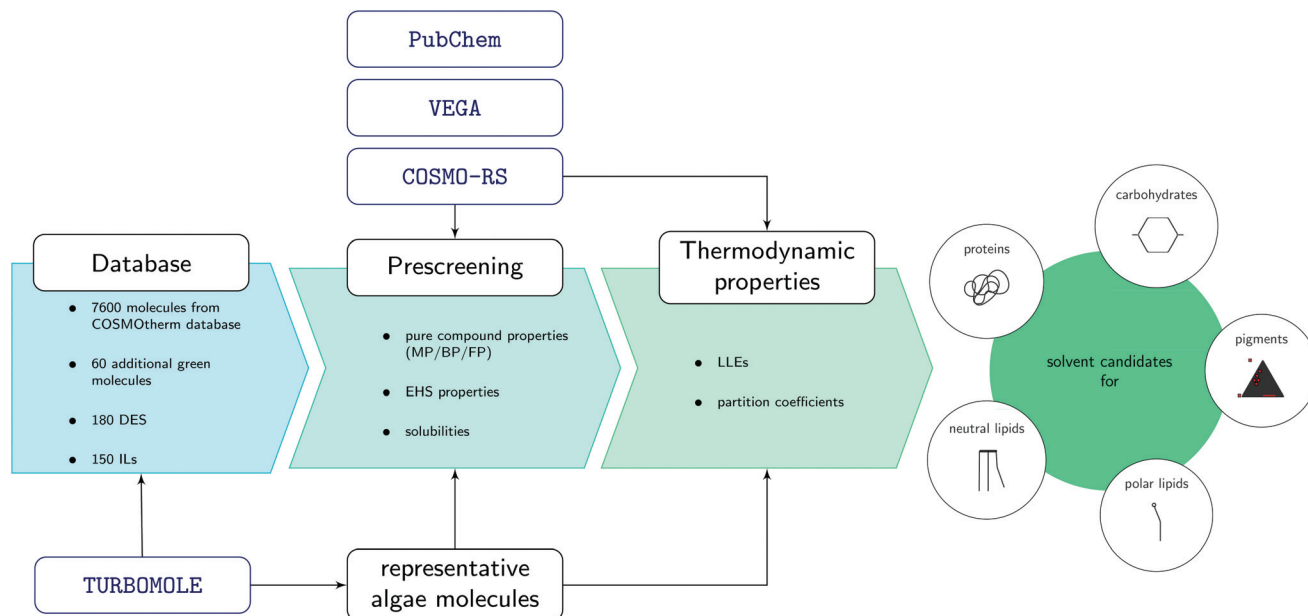 PubChem
VEGA
COSMO-RS
Database
7600 molecules from
COSMOtherm database
60 additional green
molecules
180 DES
150 ILs
Prescreening
pure compound properties
(MP/BP/FP)
EHS properties
solubilities
Thermodynamic
properties
LLEs
partition coefficients
TURBOMOLE
representative
algae molecules
solvent candidates
for
carbohydrates
proteins
pigments
neutral lipids
polar lipids